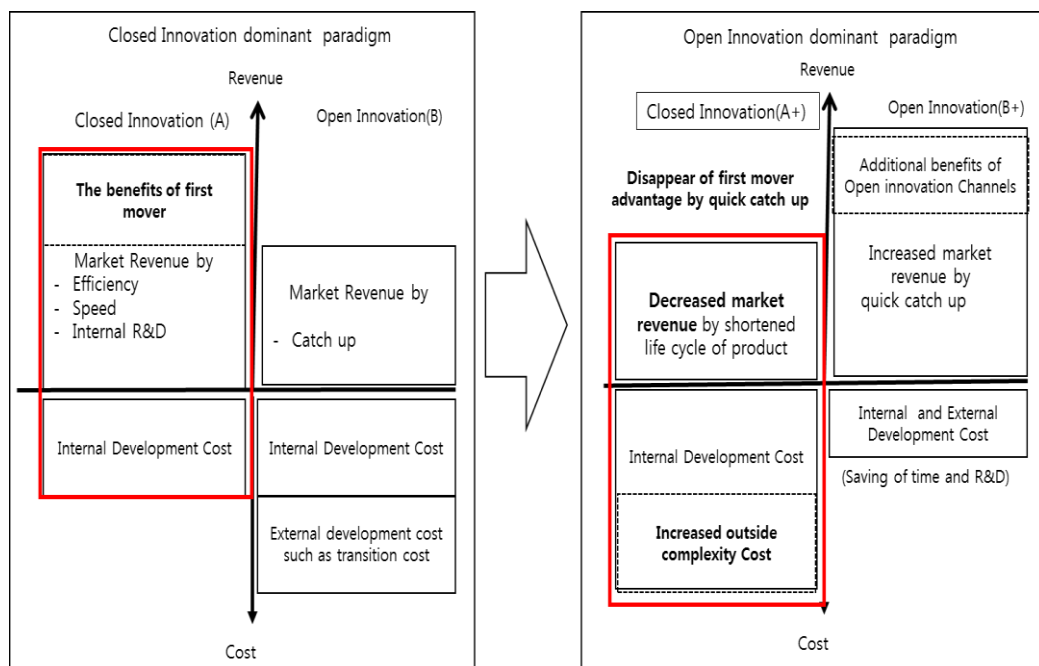 Closed Innovation dominant paradigm
Revenue
Closed Innovation (A)
Open Innovation(B)
The benefits of first
mover
Market Revenue by
- Efficiency
- Speed
- Internal R&D
Market Revenue by
- Catch up
Internal Development Cost
Internal Development Cost
External development cost
such as transition cost
Cost
Open Innovation dominant paradigm
Revenue
Closed Innovation(A+)
Open Innovation(B+)
Disappear of first mover
advantage by quick catch up
Additional benefits of
Open innovation Channels
Increased market
revenue by
quick catch up
Decreased market
revenue by shortened
life cycle of product
Internal Development Cost
Increased outside
complexity Cost
Internal and External
Development Cost
(Saving of time and R&D)
Cost